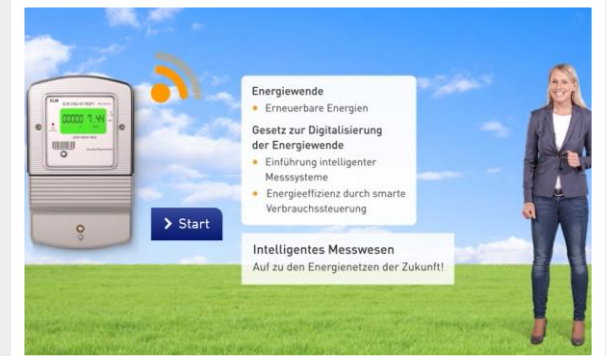 ELM
00000 7.44
Energiewende
Erneuerbare Energien
Gesetz zur Digitalisierung
der Energiewende
Einführung intelligenter
Messsysteme
Energieeffizienz durch smarte
Verbrauchssteuerung
Start
Intelligentes Messwesen
Auf zu den Energienetzen der Zukunft!